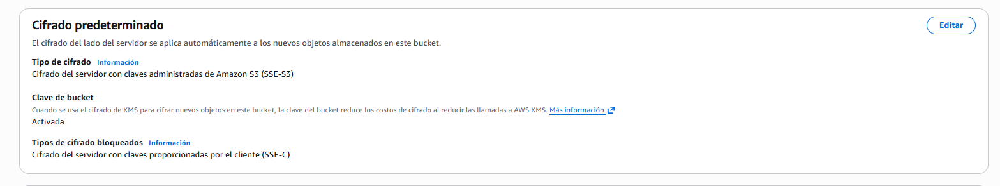 Cifrado predeterminado
Editar
El cifrado del lado del servidor se aplica automáticamente a los nuevos objetos almacenados en este bucket.
Tipo de cifrado Información
Cifrado del servidor con claves administradas de Amazon S3 (SSE-S3)
Clave de bucket
Cuando se usa el cifrado de KMS para cifrar nuevos objetos en este bucket, la clave del bucket reduce los costos de cifrado al reducir las llamadas a AWS KMS. Más información
Activada
Tipos de cifrado bloqueados Información
Cifrado del servidor con claves proporcionadas por el cliente (SSE-C)